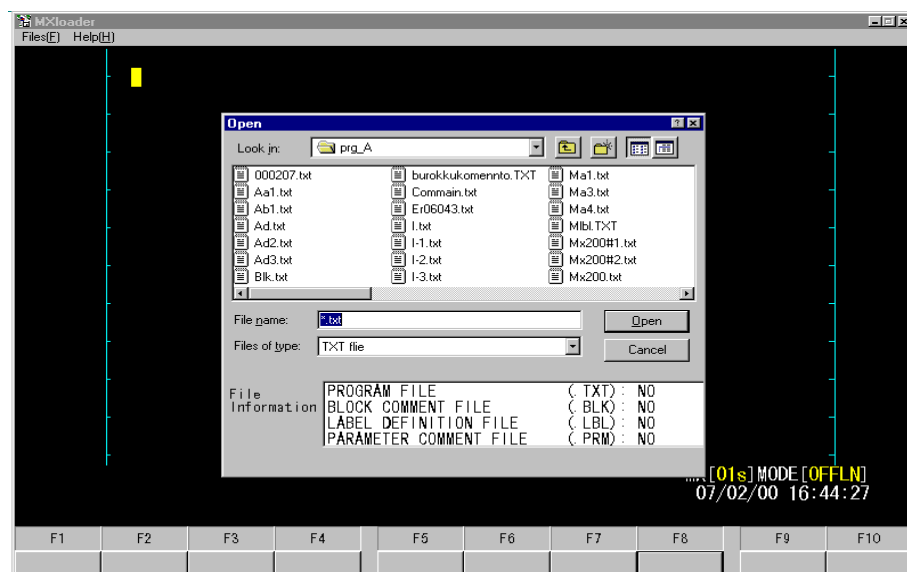 MXloader
Files(F) Help(H)
Open
Look in: prg_A
000207.txt burokkukomennto.TXT Ma1.txt
Aa1.txt Commain.txt Ma3.txt
Ab1.txt Er06043.txt Ma4.txt
Ad.txt I.txt Mlbl.TXT
Ad2.txt I-1.txt Mx200#1.txt
Ad3.txt I-2.txt Mx200#2.txt
Blk.txt I-3.txt Mx200.txt
File name: *.txt Open
Files of type: TXT flie Cancel
File Information
PROGRAM FILE (. TXT) : NO
BLOCK COMMENT FILE (. BLK) : NO
LABEL DEFINITION FILE (. LBL) : NO
PARAMETER COMMENT FILE (. PRM) : NO
[01s] MODE [OFFLN]
07/02/00 16:44:27
F1 F2 F3 F4 F5 F6 F7 F8 F9 F10